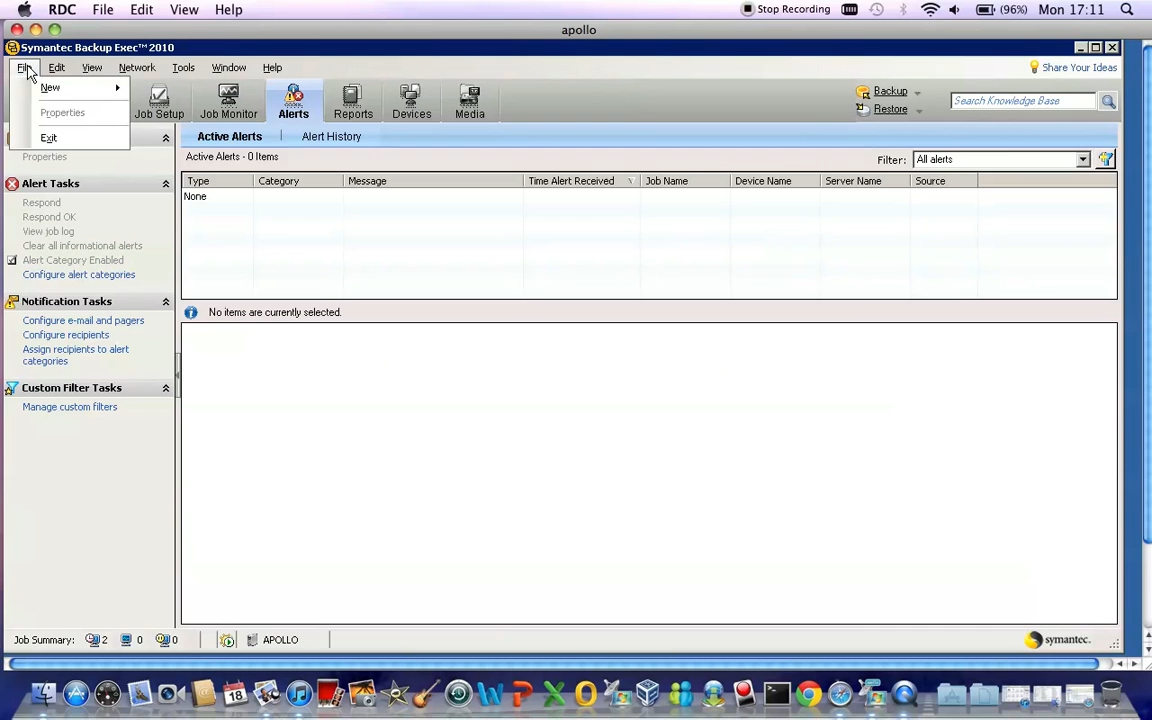 RDC File Edit View Help Stop Recording (96%) Mon 17:11
apollo
Symantec Backup Exec™ 2010
File Edit View Network Tools Window Help Share Your Ideas
New
Properties
Exit
Job Setup Job Monitor Alerts Reports Devices Media
Backup
Restore
Search Knowledge Base
Active Alerts Alert History
Properties
Active Alerts - 0 Items
Filter: All alerts
Type Category Message Time Alert Received Job Name Device Name Server Name Source
None
Alert Tasks
Respond
Respond OK
View job log
Clear all informational alerts
Alert Category Enabled
Configure alert categories
Notification Tasks
Configure e-mail and pagers
Configure recipients
Assign recipients to alert
categories
Custom Filter Tasks
Manage custom filters
No items are currently selected.
Job Summary: 2 0 0 APOLLO symantec.
18